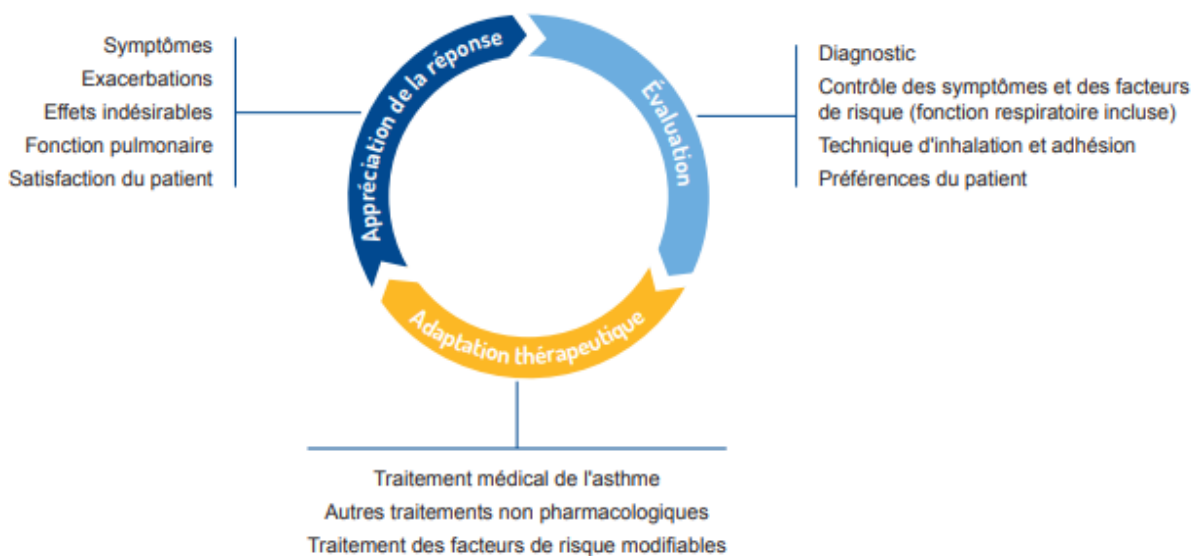 Symptômes
Exacerbations
Effets indésirables
Fonction pulmonaire
Satisfaction du patient
Appréciation de la réponse
Évaluation
Diagnostic
Contrôle des symptômes et des facteurs
de risque (fonction respiratoire incluse)
Technique d'inhalation et adhésion
Préférences du patient
Adaptation thérapeutique
Traitement médical de l'asthme
Autres traitements non pharmacologiques
Traitement des facteurs de risque modifiables